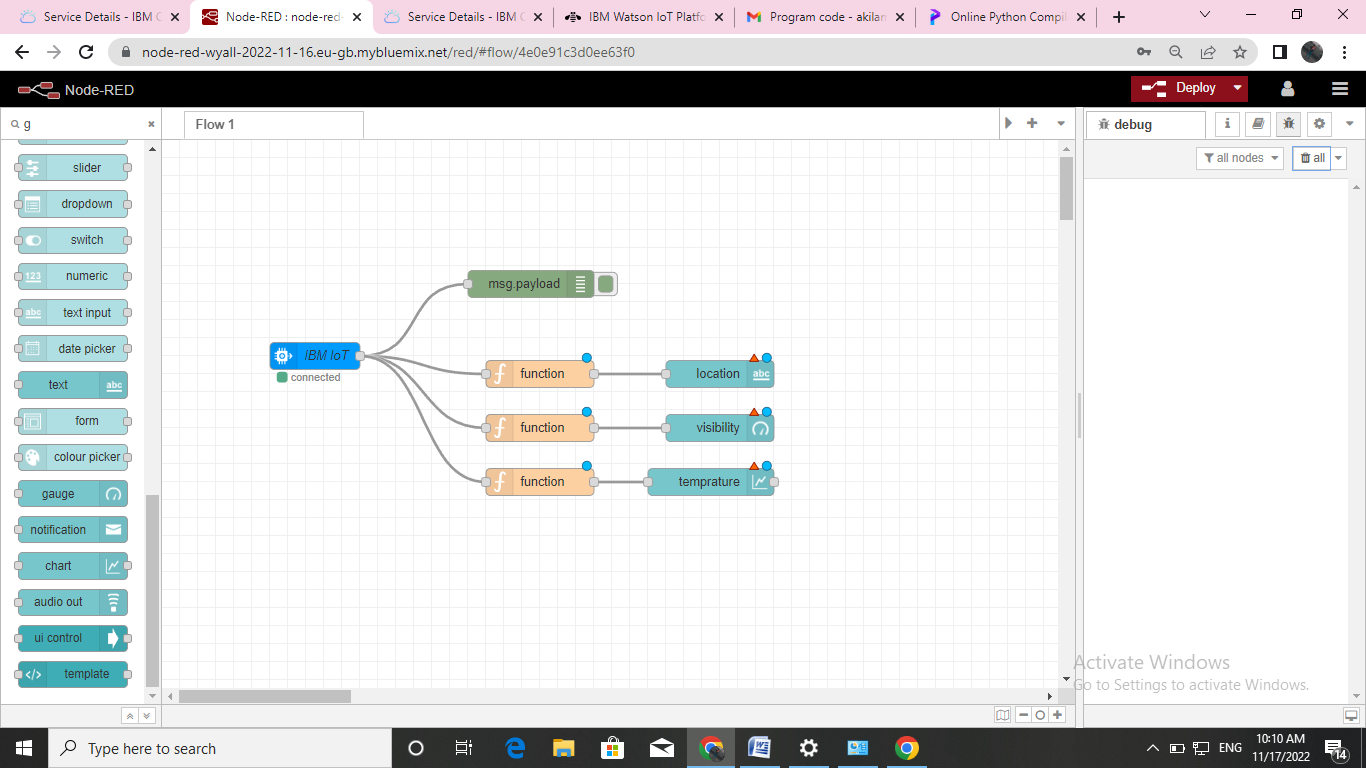 Service Details - IBM C
Node-RED : node-red-
Service Details - IBM C
IBM Watson IoT Platfo
Program code - akilan
Online Python Compil
node-red-wyall-2022-11-16.eu-gb.mybluemix.net/red/#flow/4e0e91c3d0ee63f0
Node-RED
Deploy
g
Flow 1
debug
i
all nodes
all
slider
dropdown
switch
123 numeric
abc text input
date picker
text abc
form
colour picker
gauge
notification
chart
audio out
ui control
</> template
msg.payload
IBM IoT
connected
f function
location abc
f function
visibility
f function
temprature
Activate Windows
Go to Settings to activate Windows.
Type here to search
ENG
10:10 AM
11/17/2022
14